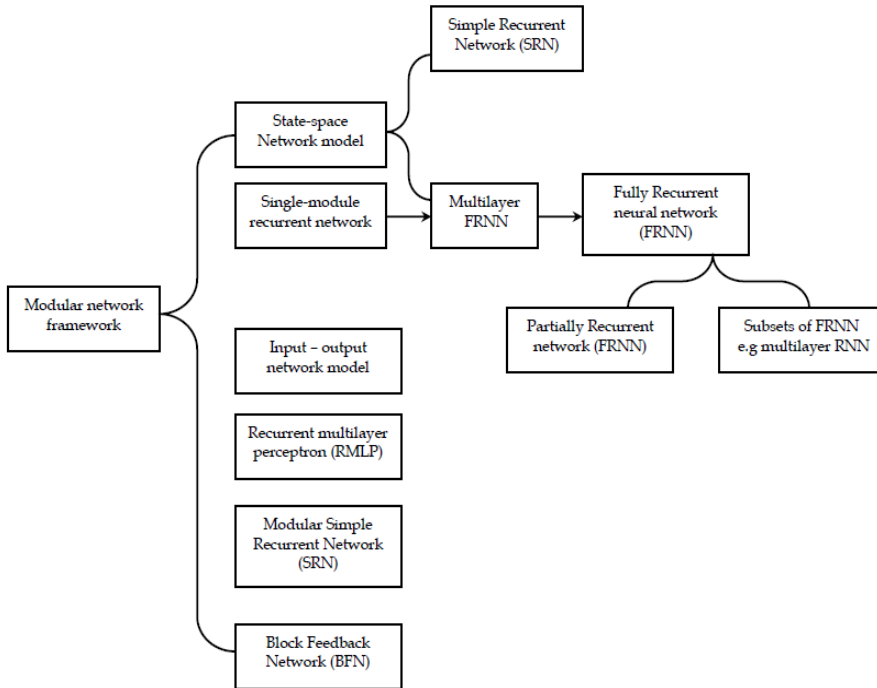 Simple Recurrent
Network (SRN)
State-space
Network model
Single-module
recurrent network
Multilayer
FRNN
Fully Recurrent
neural network
(FRNN)
Modular network
framework
Partially Recurrent
network (FRNN)
Subsets of FRNN
e.g multilayer RNN
Input – output
network model
Recurrent multilayer
perceptron (RMLP)
Modular Simple
Recurrent Network
(SRN)
Block Feedback
Network (BFN)